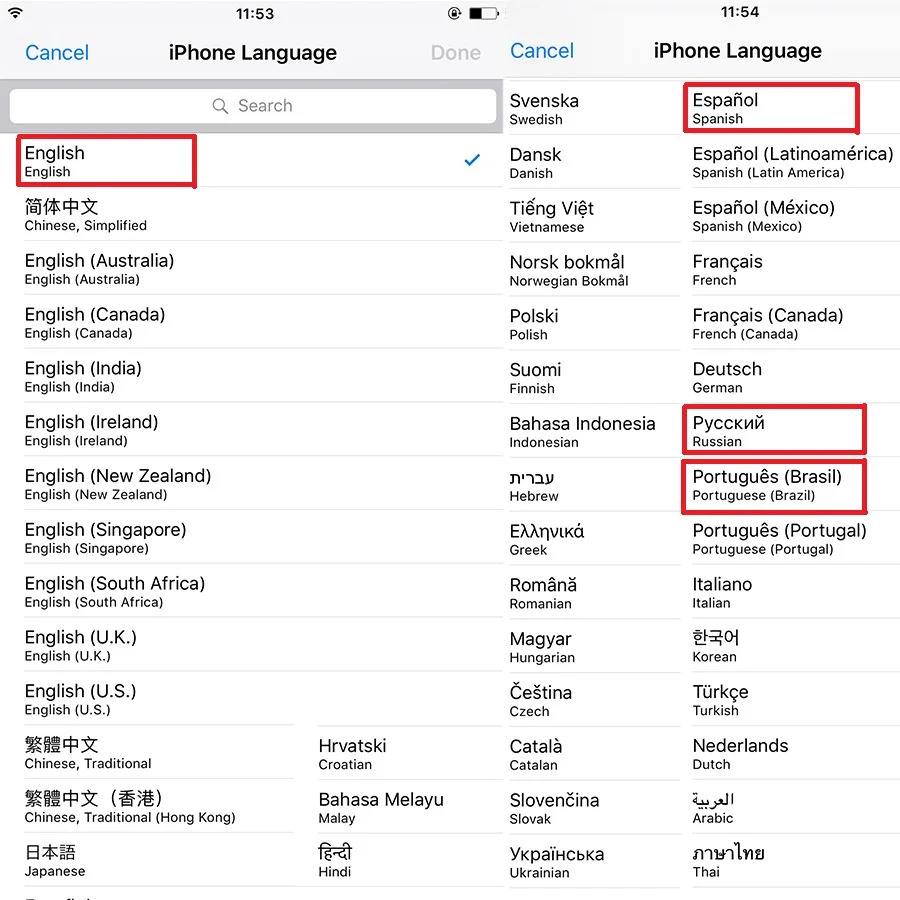 11:53
Cancel
iPhone Language
Done
Search
English
English
简体中文
Chinese, Simplified
English (Australia)
English (Australia)
English (Canada)
English (Canada)
English (India)
English (India)
English (Ireland)
English (Ireland)
English (New Zealand)
English (New Zealand)
English (Singapore)
English (Singapore)
English (South Africa)
English (South Africa)
English (U.K.)
English (U.K.)
English (U.S.)
English (U.S.)
繁體中文
Chinese, Traditional
繁體中文（香港）
Chinese, Traditional (Hong Kong)
日本語
Japanese
Hrvatski
Croatian
Bahasa Melayu
Malay
हिन्दी
Hindi
11:54
Cancel
iPhone Language
Svenska
Swedish
Dansk
Danish
Tiếng Việt
Vietnamese
Norsk bokmål
Norwegian Bokmål
Polski
Polish
Suomi
Finnish
Bahasa Indonesia
Indonesian
עברית
Hebrew
Ελληνικά
Greek
Română
Romanian
Magyar
Hungarian
Čeština
Czech
Català
Catalan
Slovenčina
Slovak
Українська
Ukrainian
Español
Spanish
Español (Latinoamérica)
Spanish (Latin America)
Español (México)
Spanish (Mexico)
Français
French
Français (Canada)
French (Canada)
Deutsch
German
Русский
Russian
Português (Brasil)
Portuguese (Brazil)
Português (Portugal)
Portuguese (Portugal)
Italiano
Italian
한국어
Korean
Türkçe
Turkish
Nederlands
Dutch
العربية
Arabic
ภาษาไทย
Thai